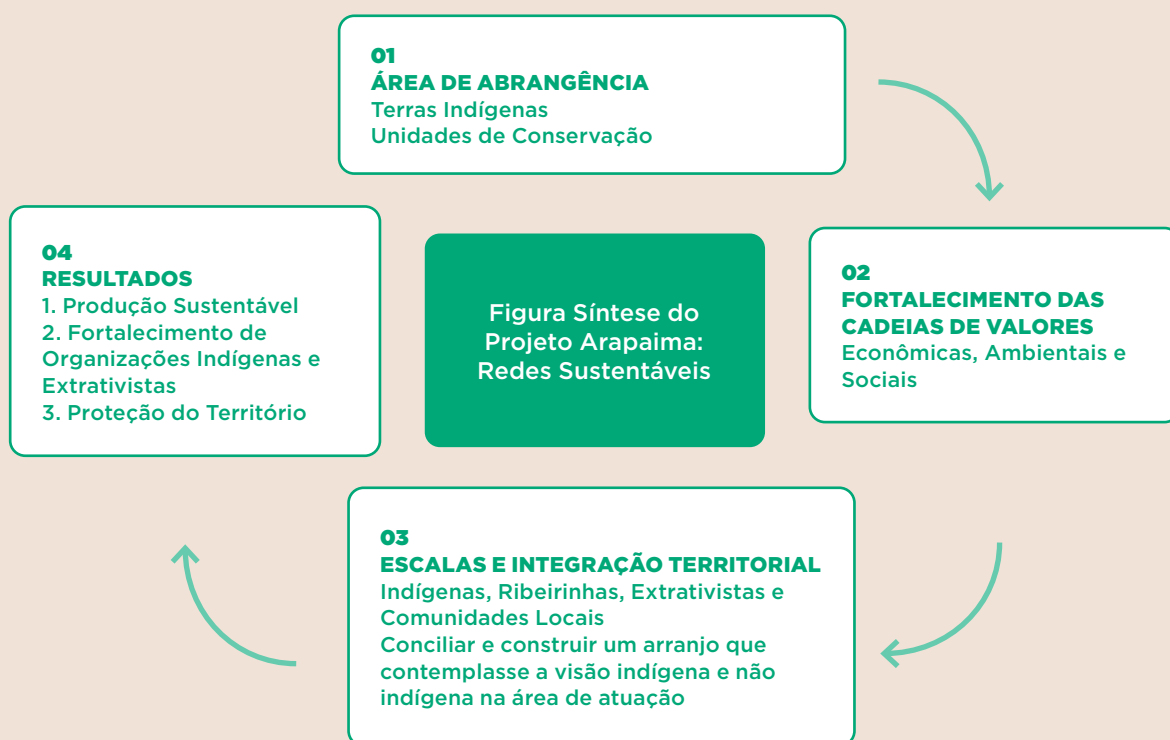 01
ÁREA DE ABRANGÊNCIA
Terras Indígenas
Unidades de Conservação
02
FORTALECIMENTO DAS
CADEIAS DE VALORES
Econômicas, Ambientais e
Sociais
03
ESCALAS E INTEGRAÇÃO TERRITORIAL
Indígenas, Ribeirinhas, Extrativistas e
Comunidades Locais
Conciliar e construir um arranjo que
contemplasse a visão indígena e não
indígena na área de atuação
04
RESULTADOS
1. Produção Sustentável
2. Fortalecimento de
Organizações Indígenas e
Extrativistas
3. Proteção do Território
Figura Síntese do
Projeto Arapaima:
Redes Sustentáveis